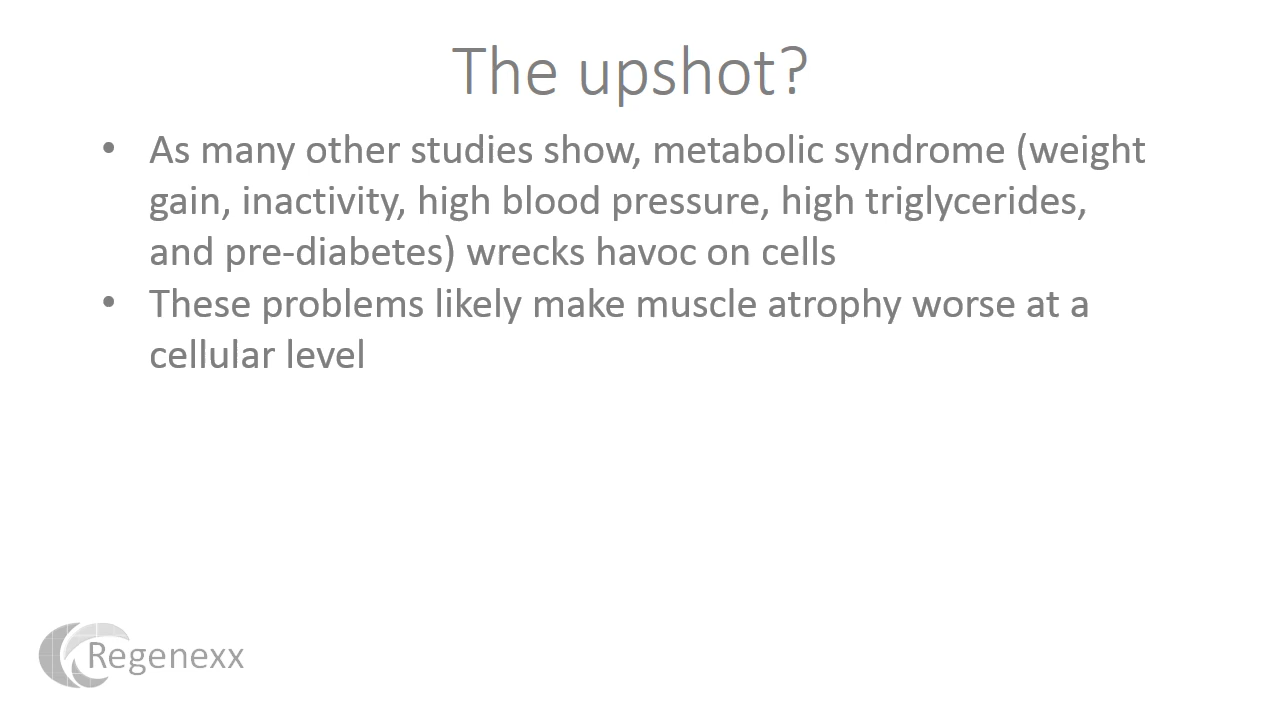 The upshot?
• As many other studies show, metabolic syndrome (weight
gain, inactivity, high blood pressure, high triglycerides,
and pre-diabetes) wrecks havoc on cells
• These problems likely make muscle atrophy worse at a
cellular level
Regenexx